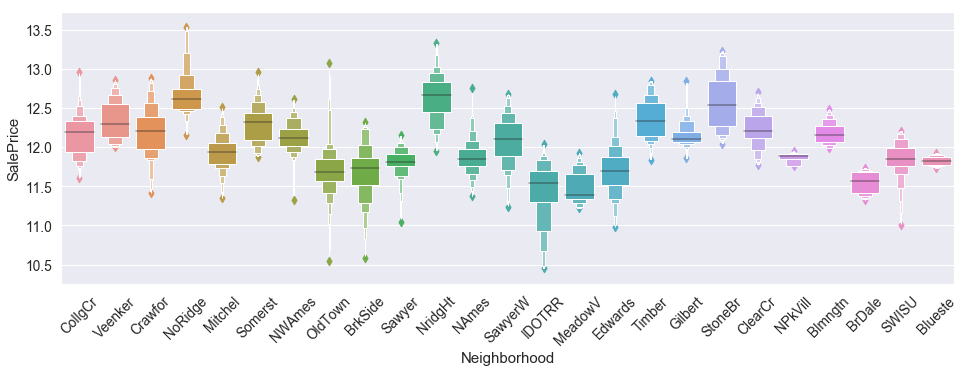 13.5
13.0
12.5
12.0
11.5
11.0
10.5
SalePrice
CollgCr
Veenker
Crawfor
NoRidge
Mitchel
Somerst
NWAmes
OldTown
BrkSide
Sawyer
NridgHt
NAmes
SawyerW
IDOTRR
MeadowV
Edwards
Timber
Gilbert
StoneBr
ClearCr
NPKVill
Blmngtn
BrDale
SWISU
Blueste
Neighborhood